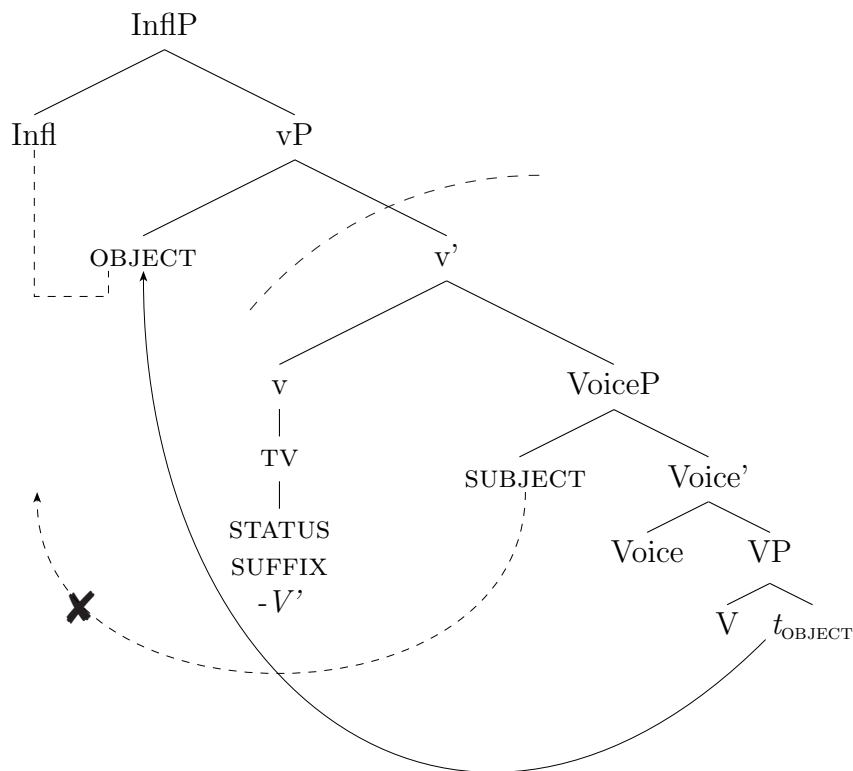 InflP
Infl vP
OBJECT v’
v VoiceP
TV SUBJECT Voice’
STATUS Voice VP
SUFFIX
-V’ V tOBJECT